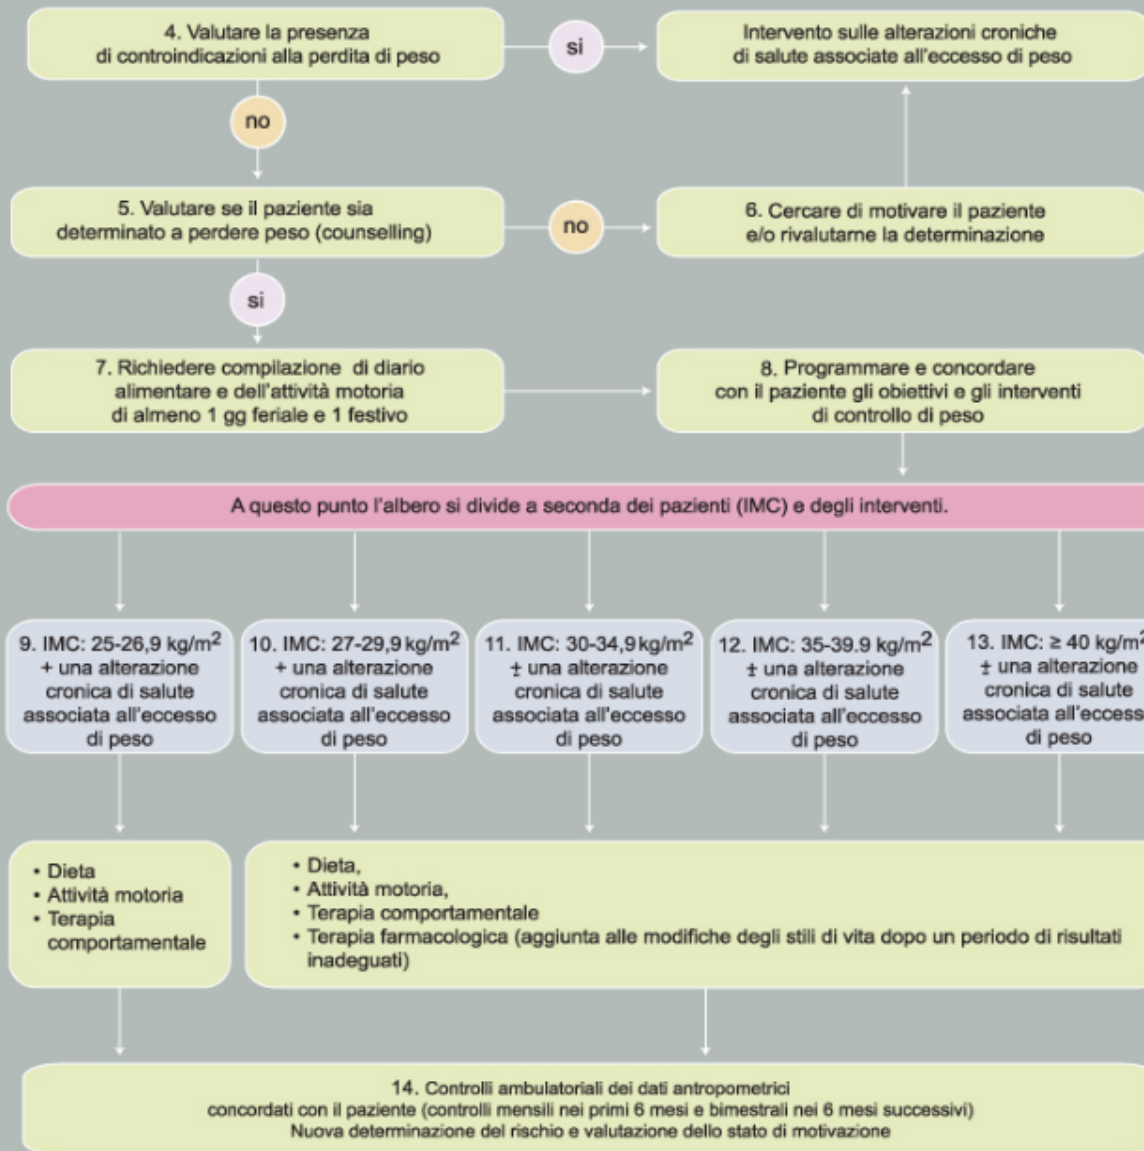 4. Valutare la presenza
di controindicazioni alla perdita di peso
si
Intervento sulle alterazioni croniche
di salute associate all'eccesso di peso
no
5. Valutare se il paziente sia
determinato a perdere peso (counselling)
no
6. Cercare di motivare il paziente
e/o rivalutarne la determinazione
si
7. Richiedere compilazione di diario
alimentare e dell'attività motoria
di almeno 1 gg feriale e 1 festivo
8. Programmare e concordare
con il paziente gli obiettivi e gli interventi
di controllo di peso
A questo punto l'albero si divide a seconda dei pazienti (IMC) e degli interventi.
9. IMC: 25-26,9 kg/m²
+ una alterazione
cronica di salute
associata all'eccesso
di peso
10. IMC: 27-29,9 kg/m²
+ una alterazione
cronica di salute
associata all'eccesso
di peso
11. IMC: 30-34,9 kg/m²
± una alterazione
cronica di salute
associata all'eccesso
di peso
12. IMC: 35-39.9 kg/m²
± una alterazione
cronica di salute
associata all'eccesso
di peso
13. IMC: ≥ 40 kg/m²
± una alterazione
cronica di salute
associata all'eccesso
di peso
• Dieta
• Attività motoria
• Terapia
comportamentale
• Dieta,
• Attività motoria,
• Terapia comportamentale
• Terapia farmacologica (aggiunta alle modifiche degli stili di vita dopo un periodo di risultati
inadeguati)
14. Controlli ambulatoriali dei dati antropometrici
concordati con il paziente (controlli mensili nei primi 6 mesi e bimestrali nei 6 mesi successivi)
Nuova determinazione del rischio e valutazione dello stato di motivazione